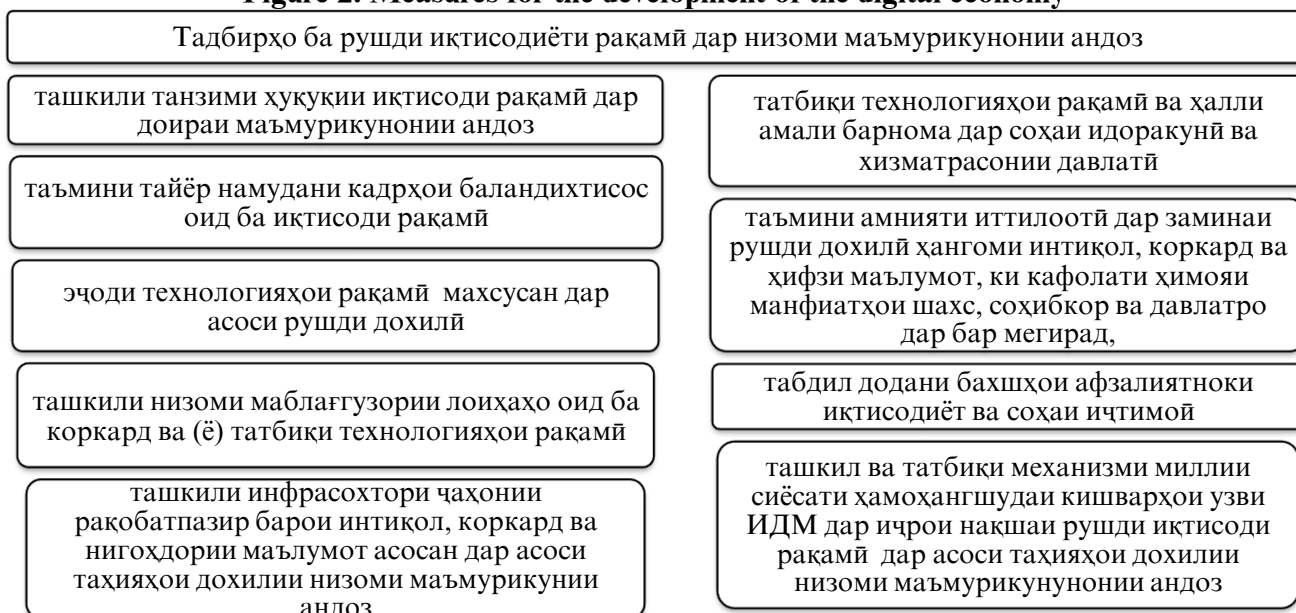 Figure 2. Measures for the development of the digital economy
Тадбирҳо ба рушди иқтисодиёти рақамӣ дар низоми маъмурикунонии андоз
ташкили танзими ҳуқуқии иқтисоди рақамӣ дар
доираи маъмурикунонии андоз
таъмини тайёр намудани кадрҳои баландихтисос
оид ба иқтисоди рақамӣ
эҷоди технологияҳои рақамӣ махсусан дар
асоси рушди дохилӣ
ташкили низоми маблағгузории лоиҳаҳо оид ба
коркард ва (ё) татбиқи технологияҳои рақамӣ
ташкили инфрасохтори ҷаҳонии
рақобатпазир барои интиқол, коркард ва
нигоҳдории маълумот асосан дар асоси
таҳияҳои дохилии низоми маъмурикунии
андоз
татбиқи технологияҳои рақамӣ ва ҳалли
амали барнома дар соҳаи идоракунӣ ва
хизматрасонии давлатӣ
таъмини амнияти иттилоотӣ дар заминаи
рушди дохилӣ ҳангоми интиқол, коркард ва
ҳифзи маълумот, ки кафолати ҳимояи
манфиатҳои шахс, соҳибкор ва давлатро
дар бар мегирад,
табдил додани бахшҳои афзалиятноки
иқтисодиёт ва соҳаи иҷтимоӣ
ташкил ва татбиқи механизми миллии
сиёсати ҳамоҳангшудаи кишварҳои узви
ИДМ дар иҷрои нақшаи рушди иқтисоди
рақамӣ дар асоси таҳияҳои дохилии
низоми маъмурикунунонии андоз